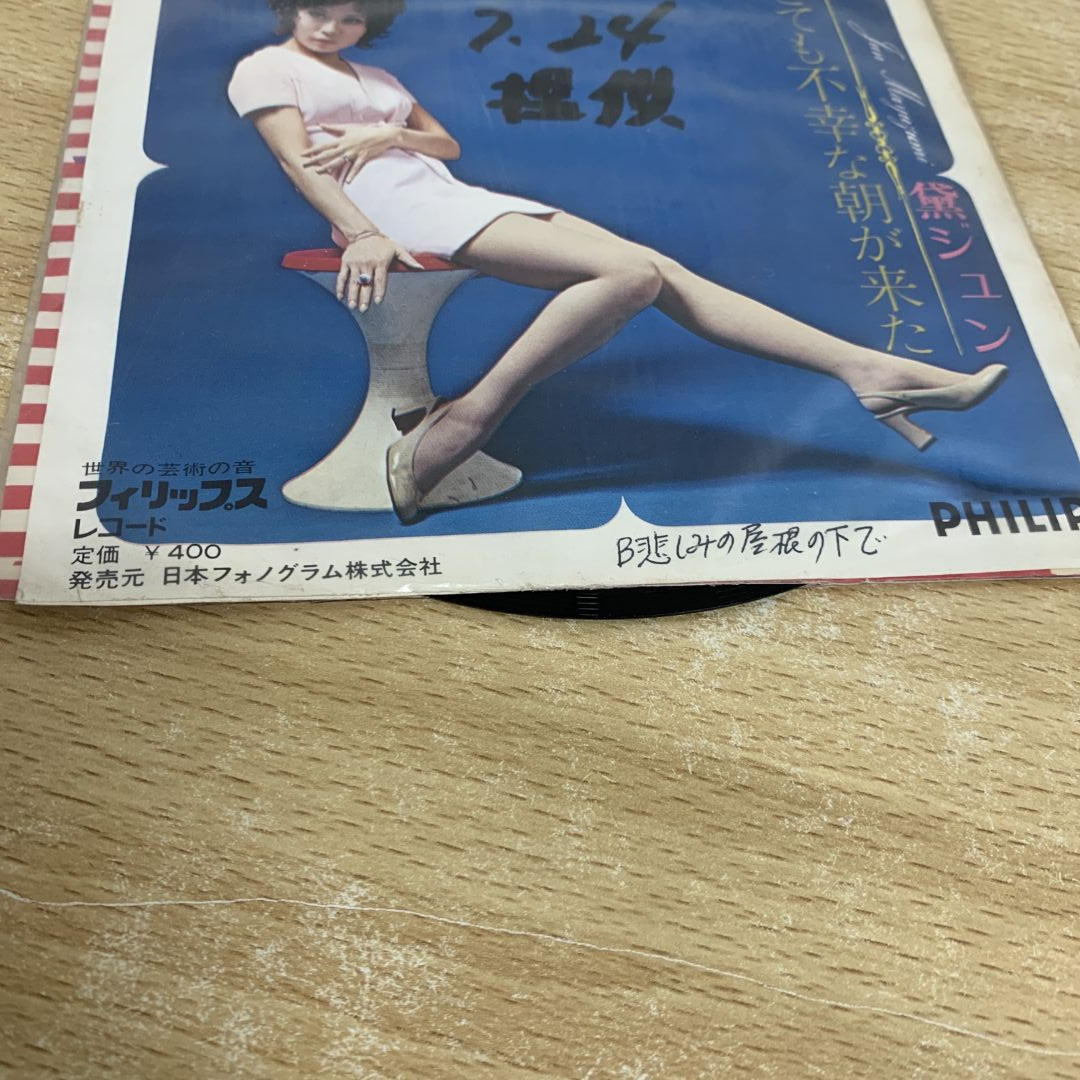 Jun Mayuzumi
黛ジュン
ても不幸な朝が来た
世界の芸術の音
フィリップス
レコード
定価 ￥400
発売元 日本フォノグラム株式会社
B悲しみの屋根の下で
PHILIP